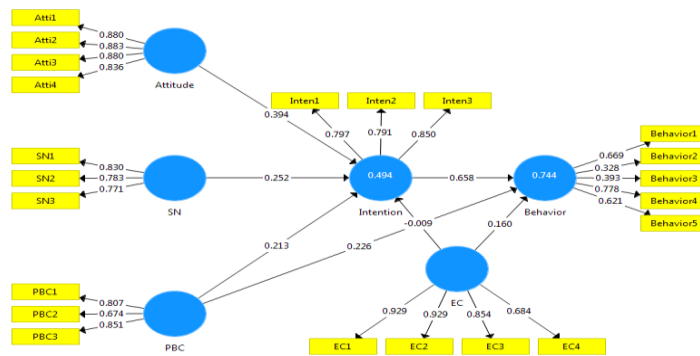 Atti1
Atti2
Atti3
Atti4
0.880
0.883
0.880
0.836
Attitude
0.394
Inten1
Inten2
Inten3
0.797
0.791
0.850
SN1
SN2
SN3
0.830
0.783
0.771
SN
0.252
0.494
Intention
0.658
0.744
Behavior
Behavior1
Behavior2
Behavior3
Behavior4
Behavior5
0.669
0.328
0.393
0.778
0.621
0.213
0.226
-0.009
0.160
PBC1
PBC2
PBC3
0.807
0.674
0.851
PBC
EC
0.929
0.929
0.854
0.684
EC1
EC2
EC3
EC4